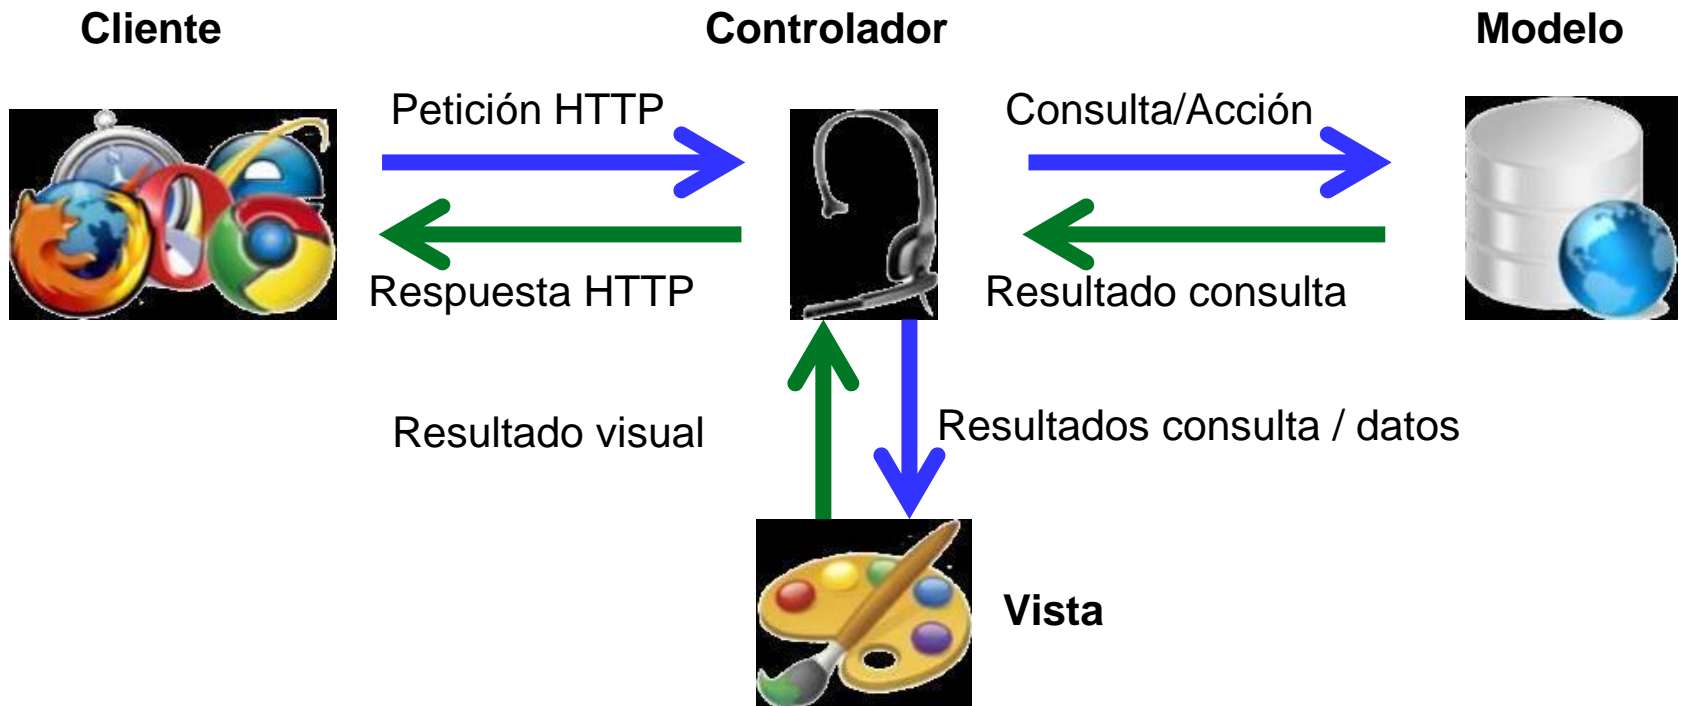 Cliente
Controlador
Modelo
Petición HTTP
Consulta/Acción
Respuesta HTTP
Resultado consulta
Resultado visual
Resultados consulta / datos
Vista